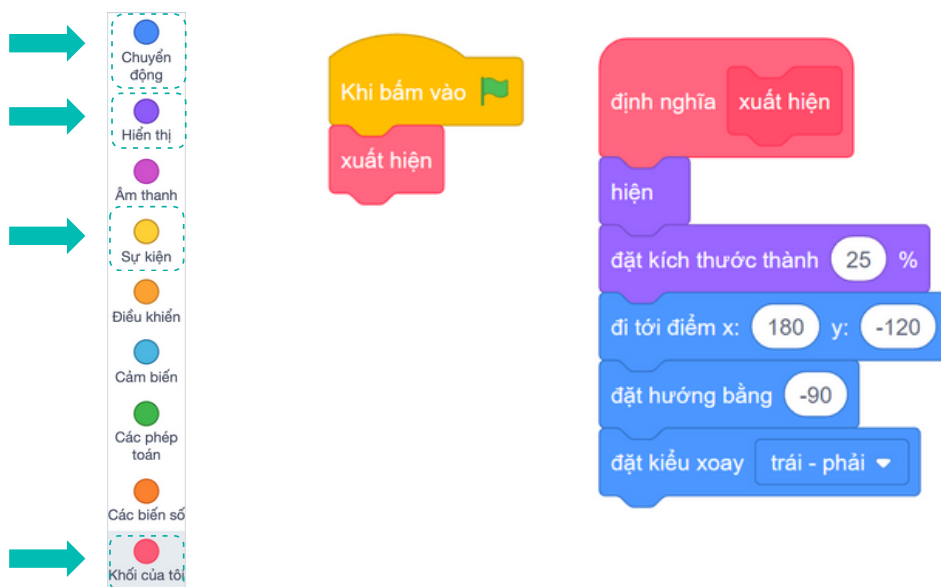 Chuyển
động
Hiển thị
Âm thanh
Sự kiện
Điều khiển
Cảm biến
Các phép
toán
Các biến số
Khối của tôi
Khi bấm vào
xuất hiện
định nghĩa xuất hiện
hiện
đặt kích thước thành 25 %
đi tới điểm x: 180 y: -120
đặt hướng bằng -90
đặt kiểu xoay trái - phải